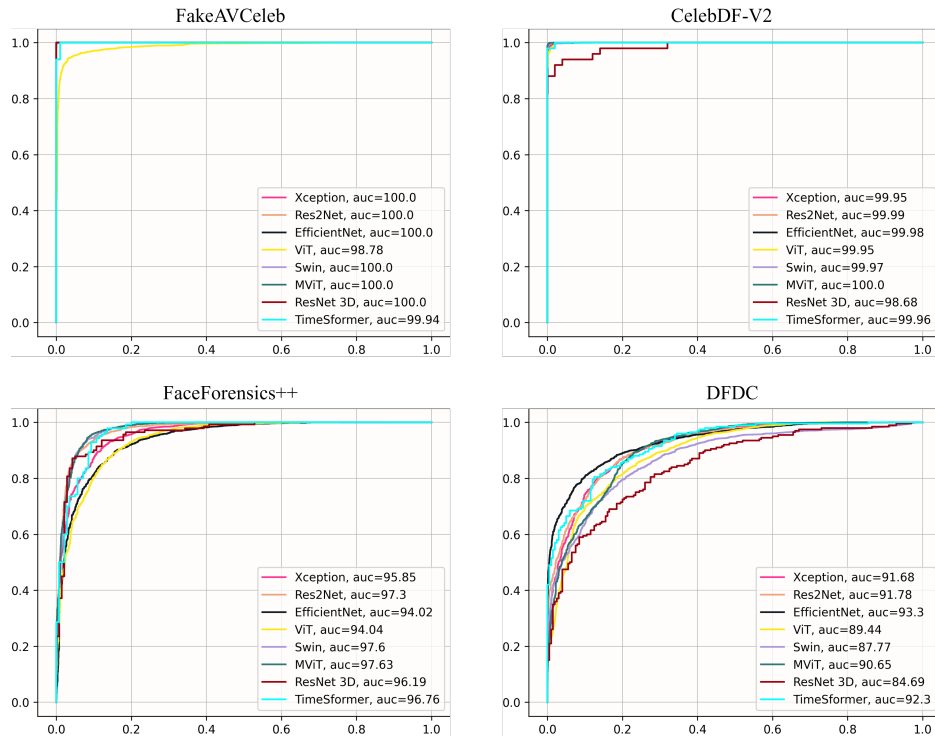 FakeAVCeleb
1.0
0.8
0.6
0.4
0.2
0.0
Xception, auc=100.0
Res2Net, auc=100.0
EfficientNet, auc=100.0
ViT, auc=98.78
Swin, auc=100.0
MViT, auc=100.0
ResNet 3D, auc=100.0
TimeSformer, auc=99.94
0.0 0.2 0.4 0.6 0.8 1.0
CelebDF-V2
1.0
0.8
0.6
0.4
0.2
0.0
Xception, auc=99.95
Res2Net, auc=99.99
EfficientNet, auc=99.98
ViT, auc=99.95
Swin, auc=99.97
MViT, auc=100.0
ResNet 3D, auc=98.68
TimeSformer, auc=99.96
0.0 0.2 0.4 0.6 0.8 1.0
FaceForensics++
1.0
0.8
0.6
0.4
0.2
0.0
Xception, auc=95.85
Res2Net, auc=97.3
EfficientNet, auc=94.02
ViT, auc=94.04
Swin, auc=97.6
MViT, auc=97.63
ResNet 3D, auc=96.19
TimeSformer, auc=96.76
0.0 0.2 0.4 0.6 0.8 1.0
DFDC
1.0
0.8
0.6
0.4
0.2
0.0
Xception, auc=91.68
Res2Net, auc=91.78
EfficientNet, auc=93.3
ViT, auc=89.44
Swin, auc=87.77
MViT, auc=90.65
ResNet 3D, auc=84.69
TimeSformer, auc=92.3
0.0 0.2 0.4 0.6 0.8 1.0